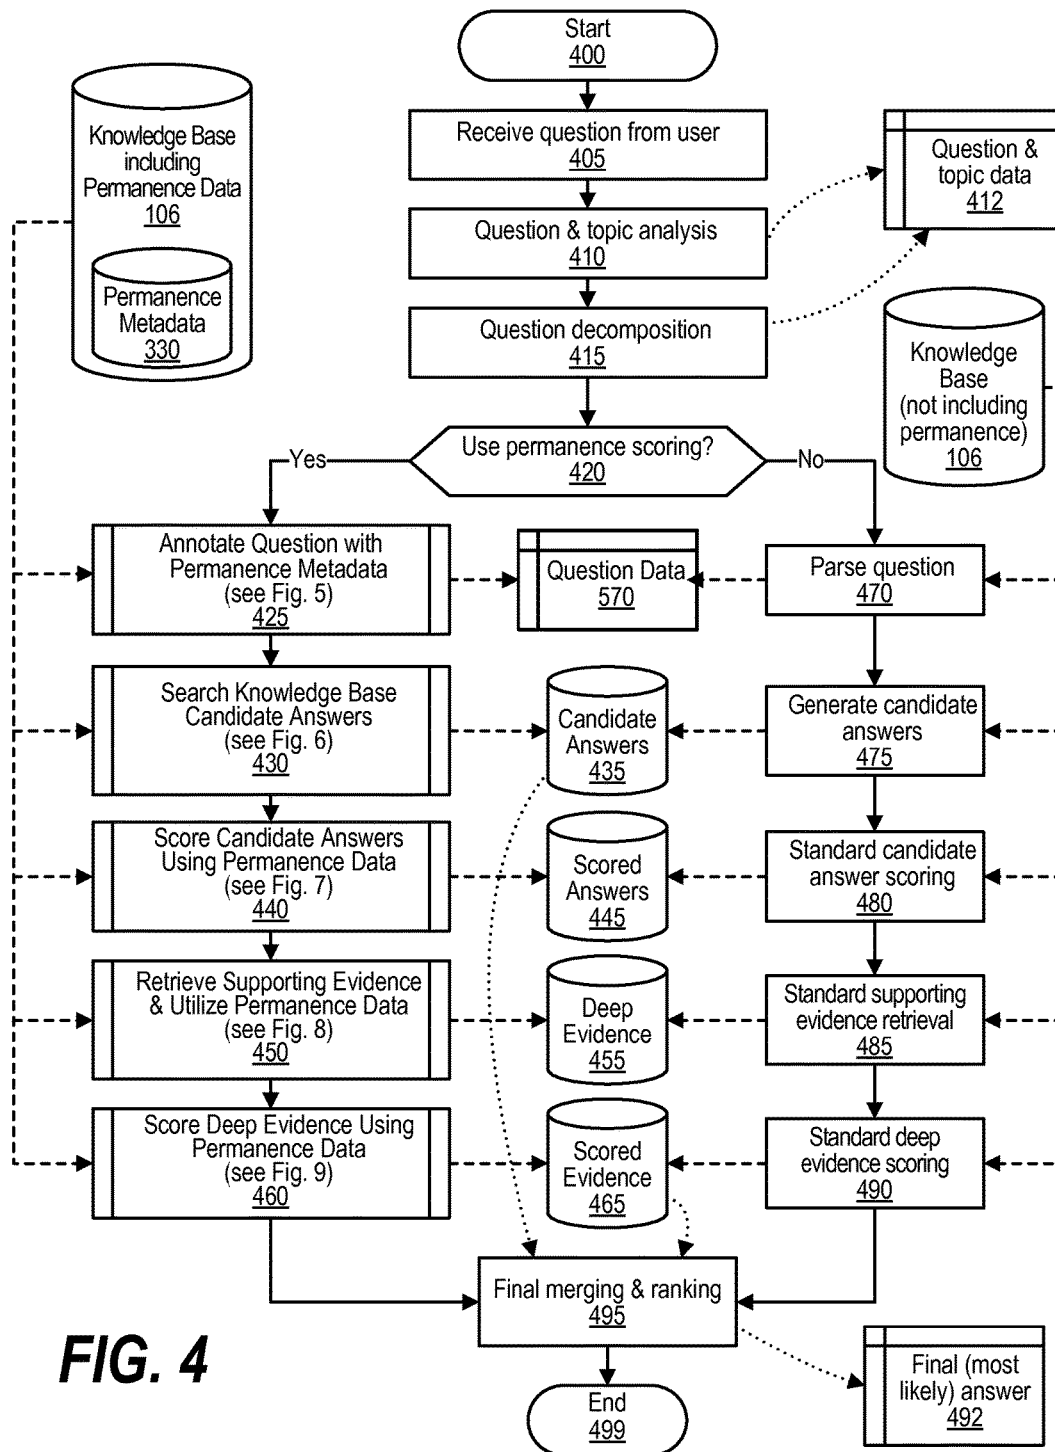 Start
400
Knowledge Base
including
Permanence Data
106
Permanence
Metadata
330
Receive question from user
405
Question & topic analysis
410
Question decomposition
415
Question &
topic data
412
Knowledge
Base
(not including
permanence)
106
Use permanence scoring?
420
Yes
No
Annotate Question with
Permanence Metadata
(see Fig. 5)
425
Question Data
570
Parse question
470
Search Knowledge Base
Candidate Answers
(see Fig. 6)
430
Candidate
Answers
435
Generate candidate
answers
475
Score Candidate Answers
Using Permanence Data
(see Fig. 7)
440
Scored
Answers
445
Standard candidate
answer scoring
480
Retrieve Supporting Evidence
& Utilize Permanence Data
(see Fig. 8)
450
Deep
Evidence
455
Standard supporting
evidence retrieval
485
Score Deep Evidence Using
Permanence Data
(see Fig. 9)
460
Scored
Evidence
465
Standard deep
evidence scoring
490
Final merging & ranking
495
FIG. 4
Final (most
likely) answer
492
End
499